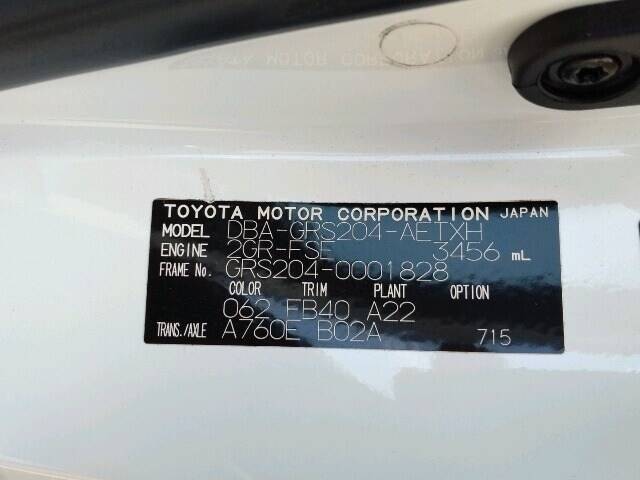 TOYOTA MOTOR CORPORATION JAPAN
MODEL DBA-GRS204-AETXH
ENGINE 2GR-FSE 3456 mL
FRAME No. GRS204-0001828
COLOR TRIM PLANT OPTION
062 FB40 A22
TRANS./AXLE A760E B02A 715